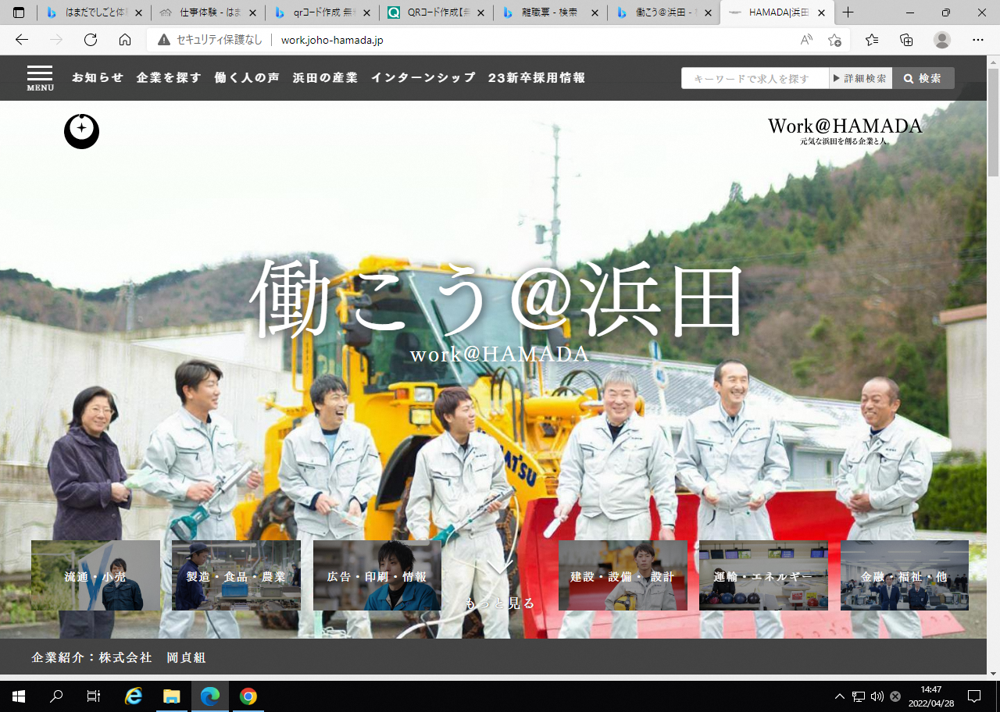 はまだでしごと体
仕事体験 - はま
qrコード作成 無
QRコード作成【無
離職票 - 検索
働こう＠浜田 -
HAMADA|浜田
セキュリティ保護なし
work.joho-hamada.jp
MENU
お知らせ 企業を探す 働く人の声 浜田の産業 インターンシップ 23新卒採用情報
キーワードで求人を探す
詳細検索
検索
Work@HAMADA
元気な浜田を創る企業と人。
働こう@浜田
work@HAMADA
MATSU
流通・小売
製造・食品・農業
広告・印刷・情報
もっと見る
建設・設備・ 設計
運輸・エネルギー
金融・福祉・他
企業紹介：株式会社 岡貞組
14:47
2022/04/28